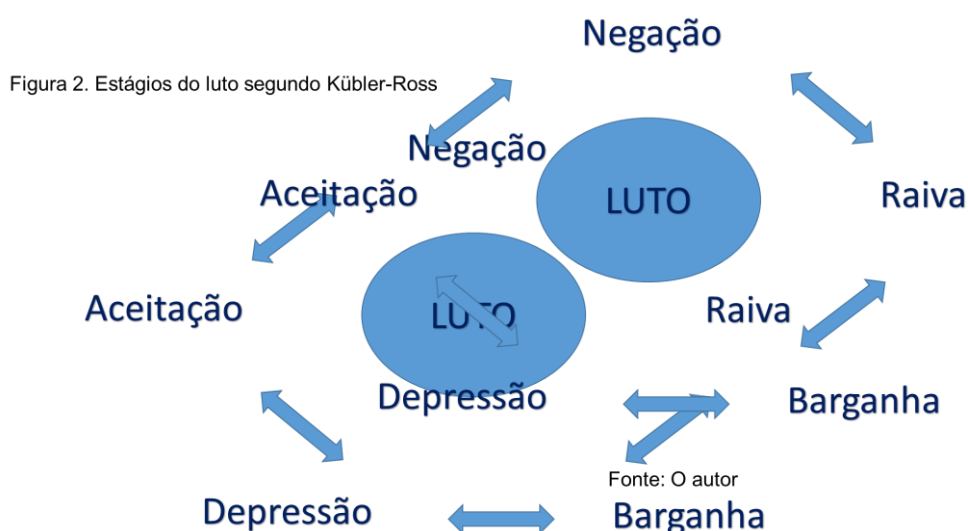 Negação
Figura 2. Estágios do luto segundo Kübler-Ross
Negação
Aceitação
LUTO
Raiva
Aceitação
LUTO
Raiva
Depressão
Barganha
Fonte: O autor
Depressão
Barganha